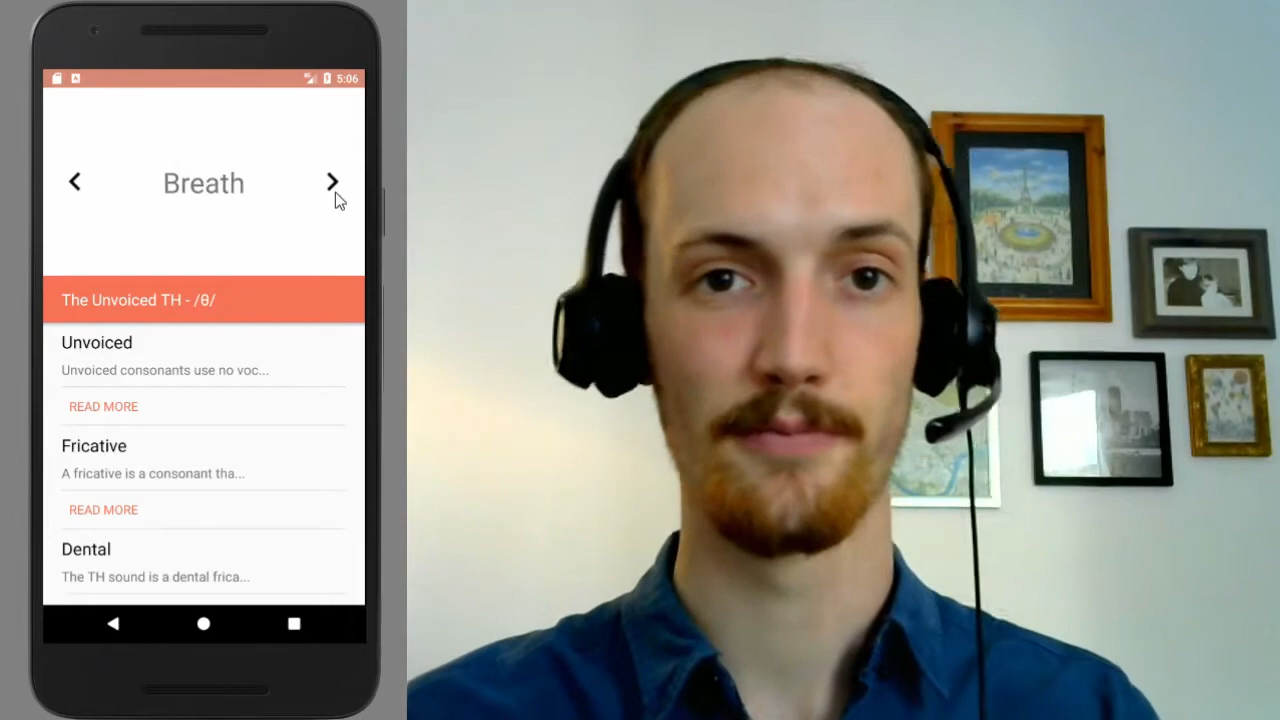 5:06
Breath
The Unvoiced TH - /θ/
Unvoiced
Unvoiced consonants use no voc...
READ MORE
Fricative
A fricative is a consonant tha...
READ MORE
Dental
The TH sound is a dental frica...